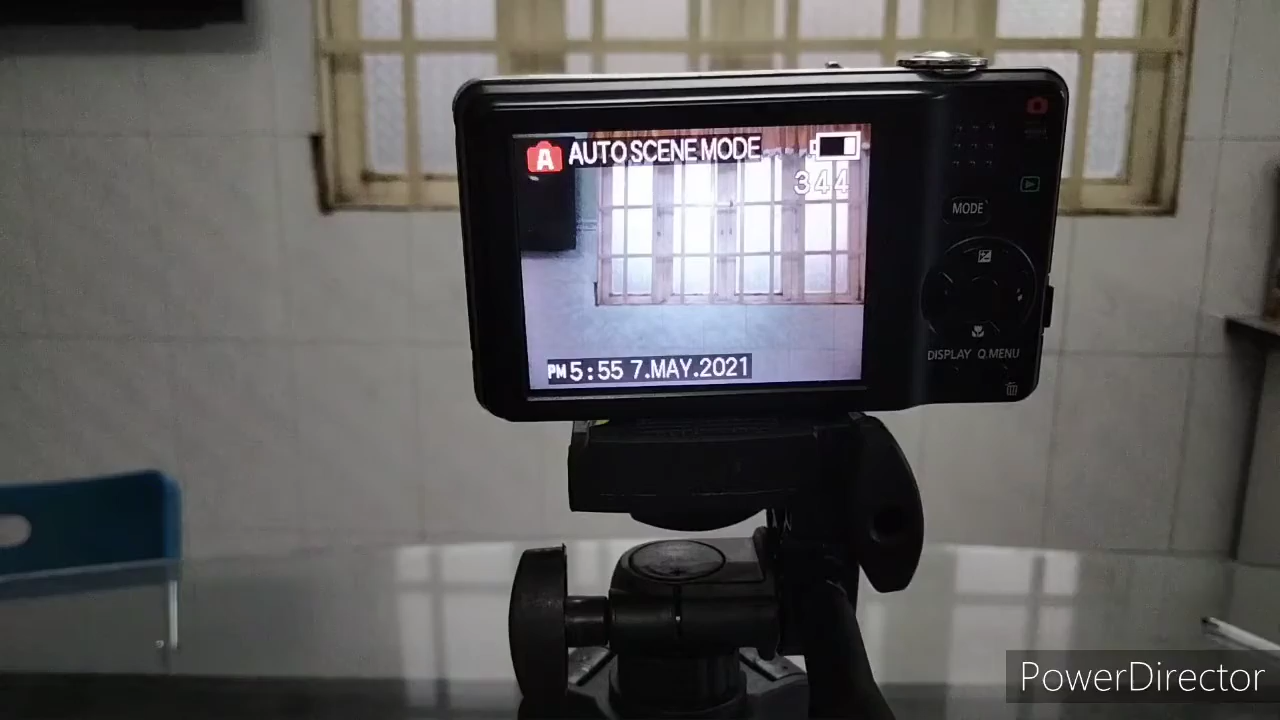 A AUTO SCENE MODE
344
MODE
DISPLAY Q.MENU
PM 5:55 7.MAY.2021
PowerDirector